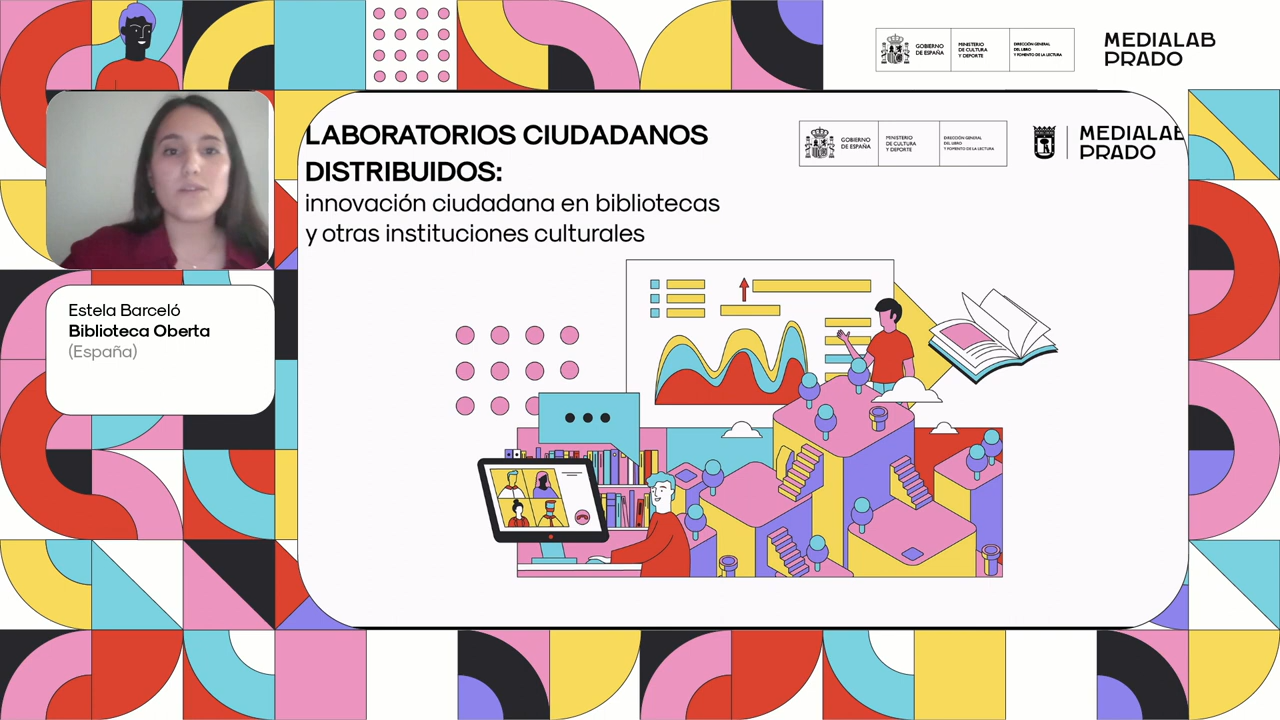 GOBIERNO
DE ESPAÑA
MINISTERIO
DE CULTURA
Y DEPORTE
DIRECCIÓN GENERAL
DEL LIBRO
Y FOMENTO DE LA LECTURA
MEDIALAB
PRADO
LABORATORIOS CIUDADANOS
DISTRIBUIDOS:
innovación ciudadana en bibliotecas
y otras instituciones culturales
GOBIERNO
DE ESPAÑA
MINISTERIO
DE CULTURA
Y DEPORTE
DIRECCIÓN GENERAL
DEL LIBRO
Y FOMENTO DE LA LECTURA
MEDIALAB
PRADO
Estela Barceló
Biblioteca Oberta
(España)